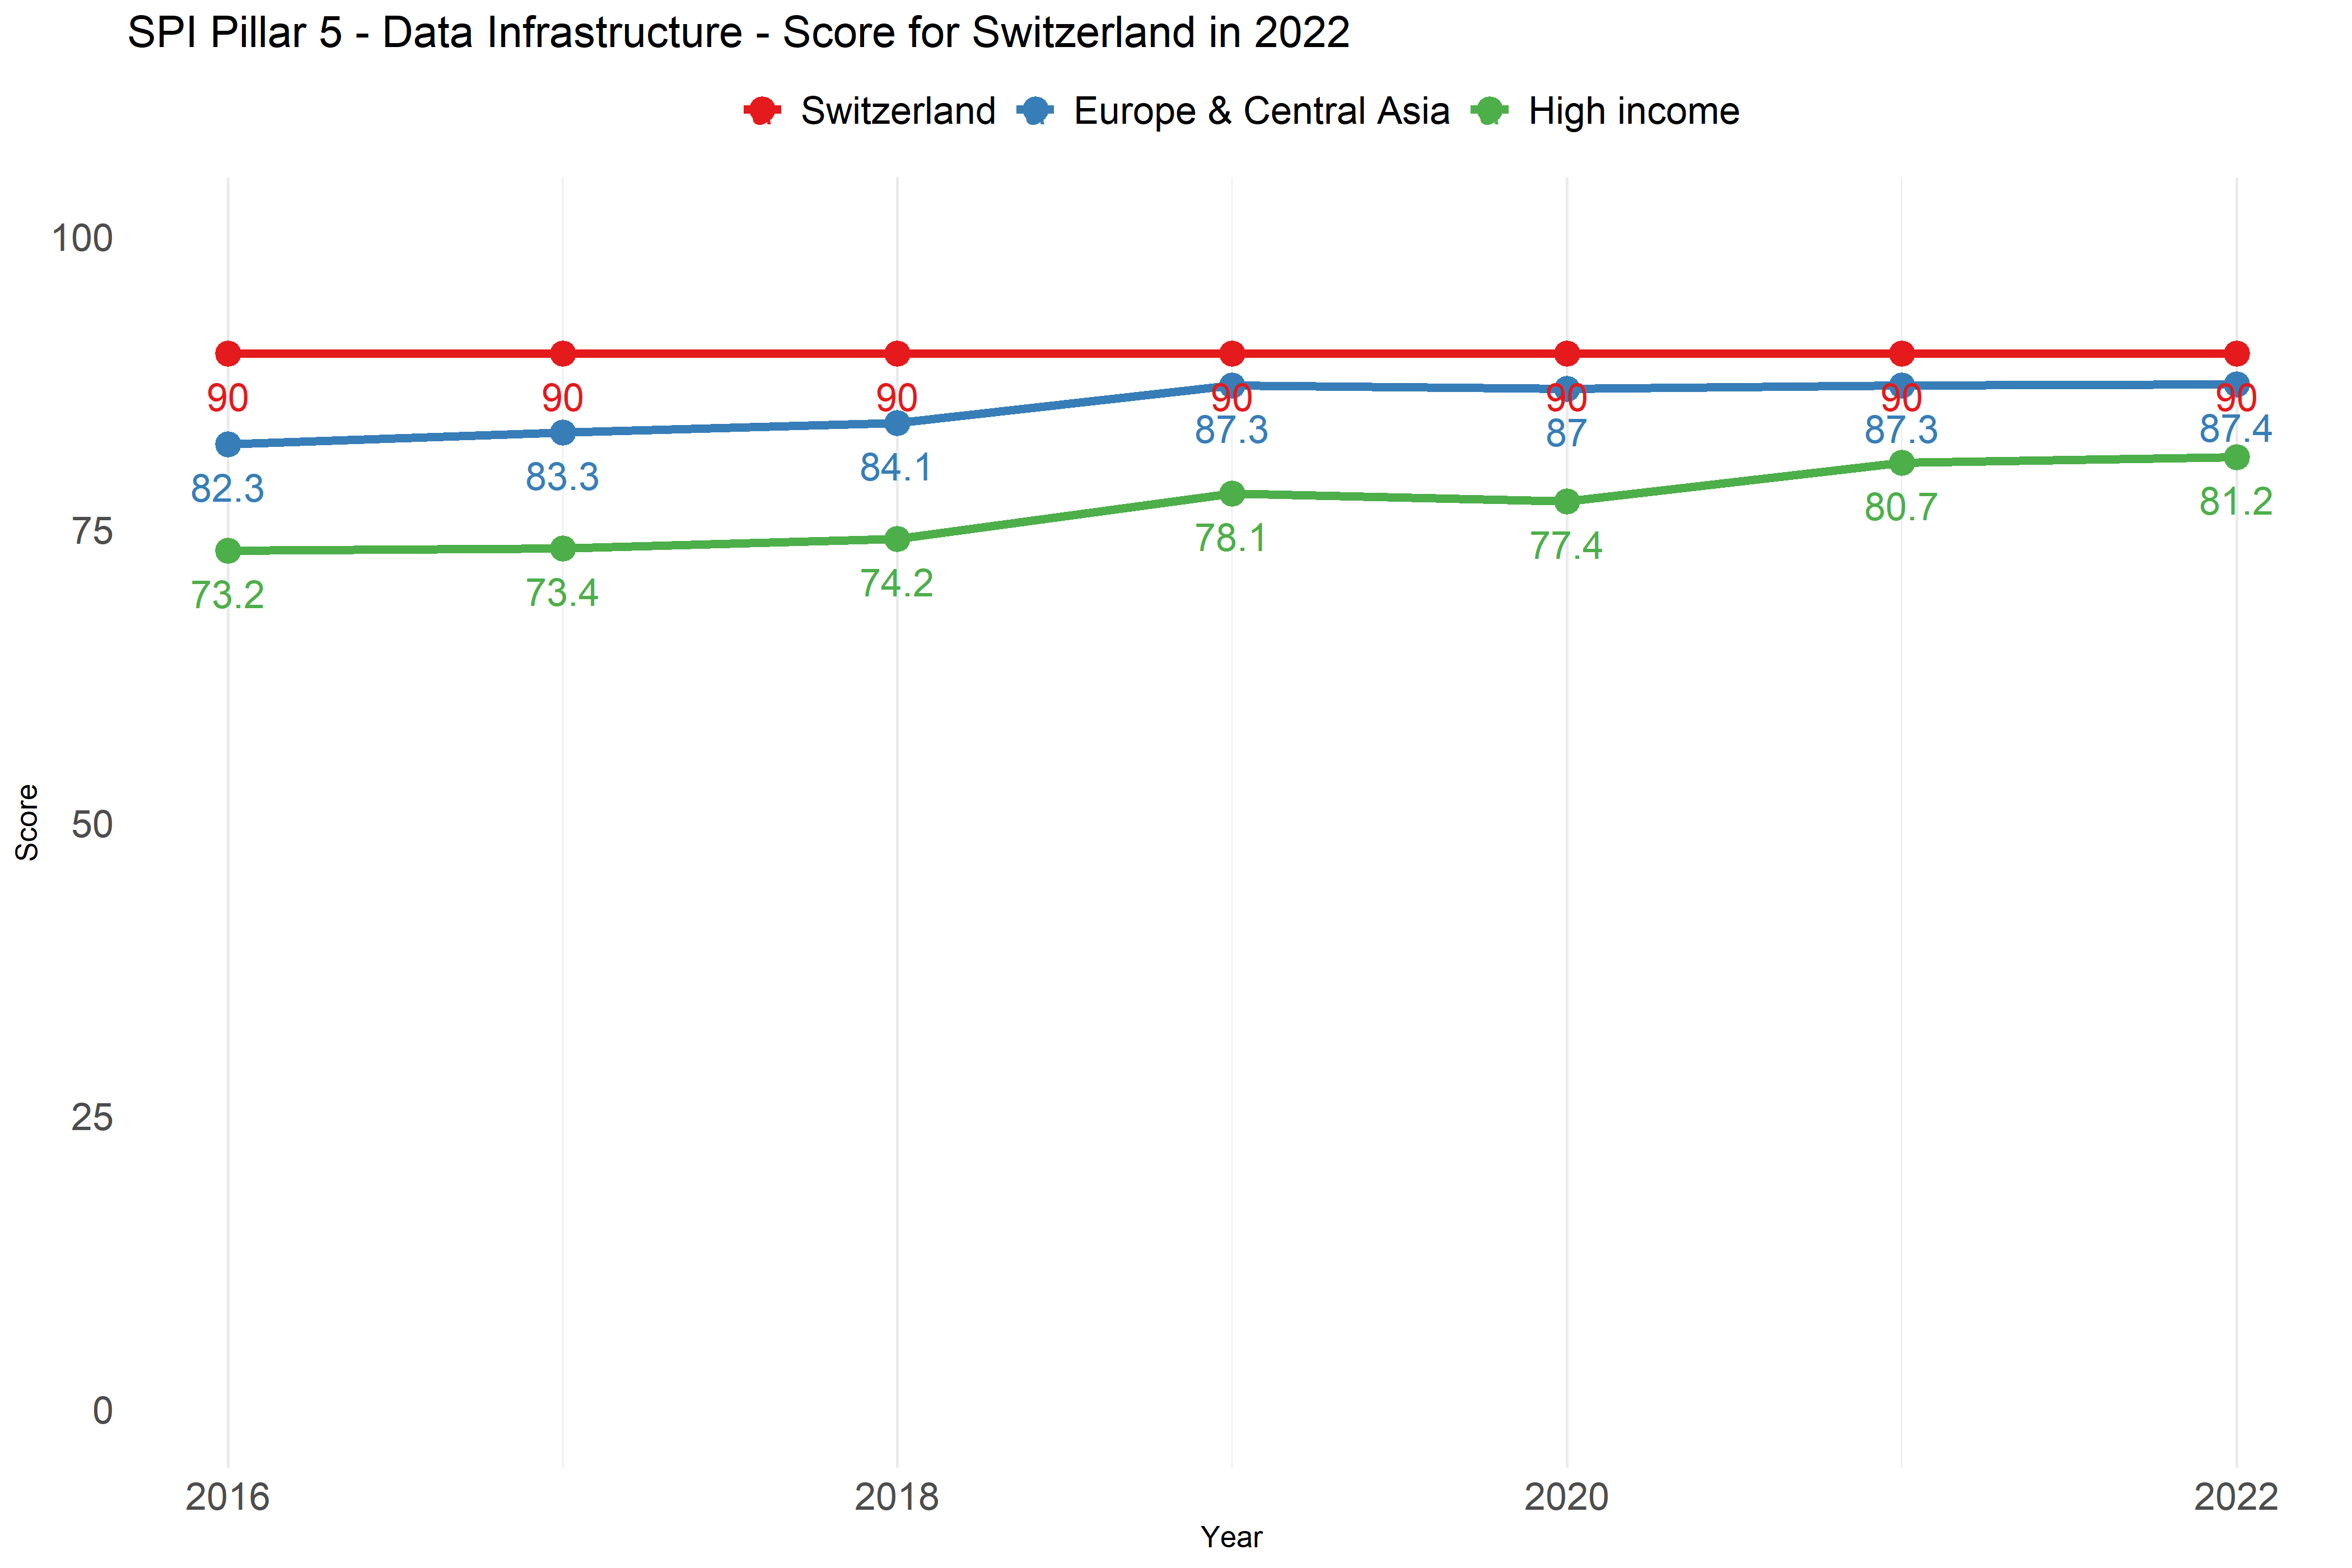 SPI Pillar 5 - Data Infrastructure - Score for Switzerland in 2022
Switzerland Europe & Central Asia High income
100
75
50
25
0
Score
90 90 90 90 90 90 90
82.3 83.3 84.1 87.3 87 87.3 87.4
73.2 73.4 74.2 78.1 77.4 80.7 81.2
2016 2018 2020 2022
Year